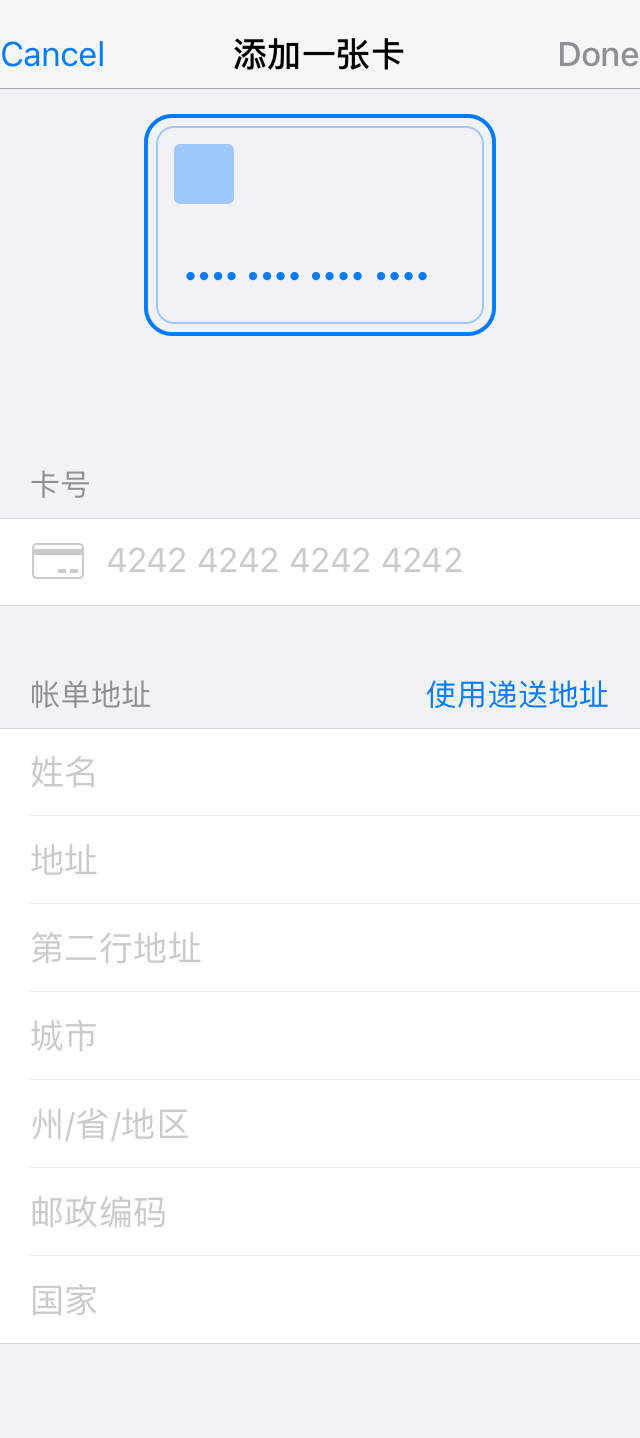 Cancel 添加一张卡 Done
•••• •••• •••• ••••
卡号
4242 4242 4242 4242
帐单地址 使用递送地址
姓名
地址
第二行地址
城市
州/省/地区
邮政编码
国家